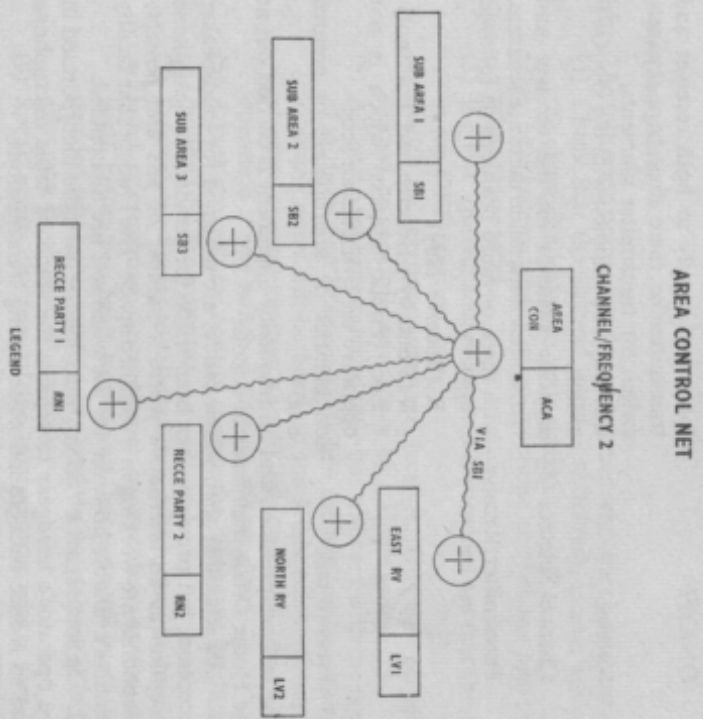 AREA CONTROL NET
CHANNEL/FREQUENCY 2
AREA
CON
ACA
VIA SB1
SUB AREA 1
SB1
SUB AREA 2
SB2
SUB AREA 3
SB3
EAST RV
LV1
NORTH RV
LV2
RECCE PARTY 2
RN2
RECCE PARTY 1
RN1
LEGEND